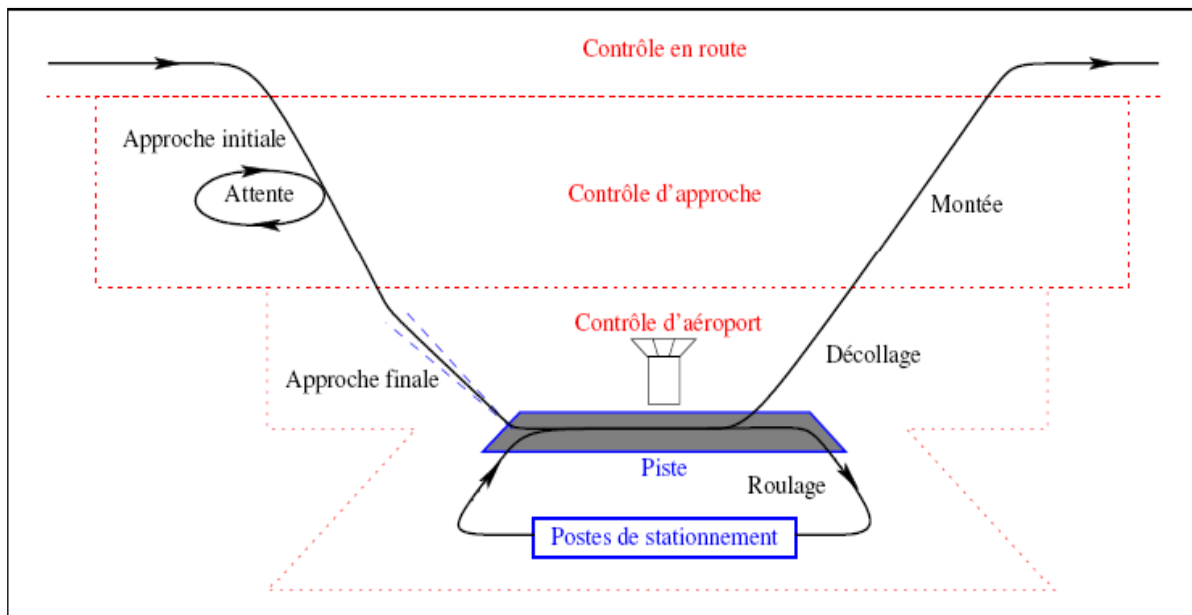 Contrôle en route
Approche initiale
Attente
Contrôle d'approche
Montée
Contrôle d'aéroport
Décollage
Approche finale
Piste
Roulage
Postes de stationnement